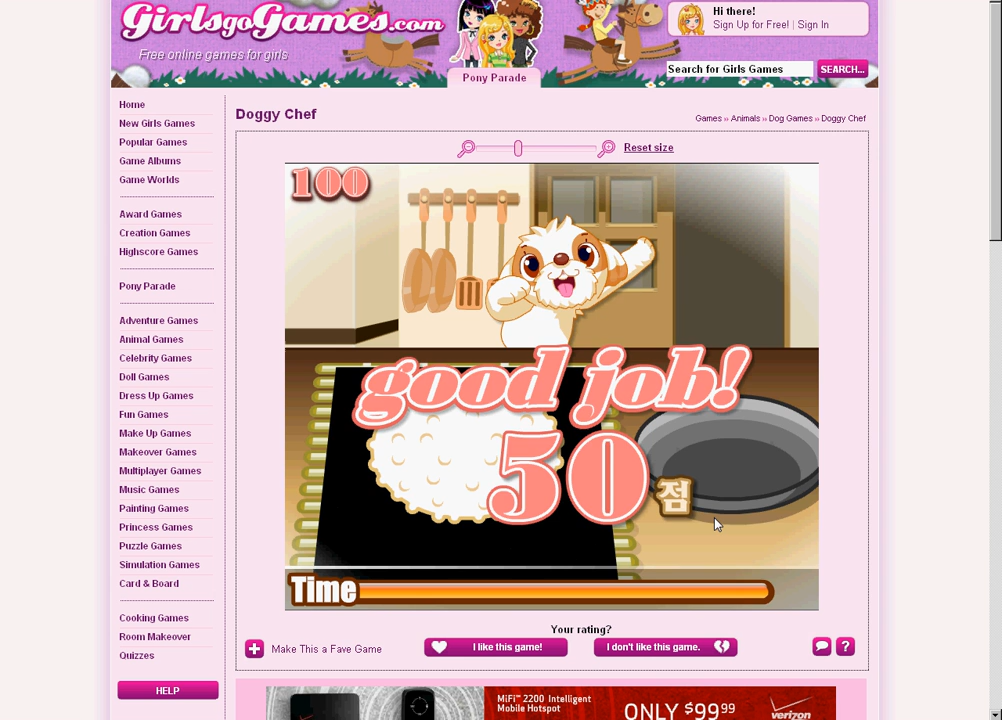 GirlsgoGames.com
Free online games for girls
Pony Parade
Hi there!
Sign Up for Free! | Sign In
Search for Girls Games
SEARCH...
Home
New Girls Games
Popular Games
Game Albums
Game Worlds
Award Games
Creation Games
Highscore Games
Pony Parade
Adventure Games
Animal Games
Celebrity Games
Doll Games
Dress Up Games
Fun Games
Make Up Games
Makeover Games
Multiplayer Games
Music Games
Painting Games
Princess Games
Puzzle Games
Simulation Games
Card & Board
Cooking Games
Room Makeover
Quizzes
HELP
Doggy Chef
Games » Animals » Dog Games » Doggy Chef
Reset size
100
good job!
50 점
Time
Your rating?
Make This a Fave Game
I like this game!
I don't like this game.
?
MiFi™ 2200 Intelligent
Mobile Hotspot
ONLY $9999
verizon